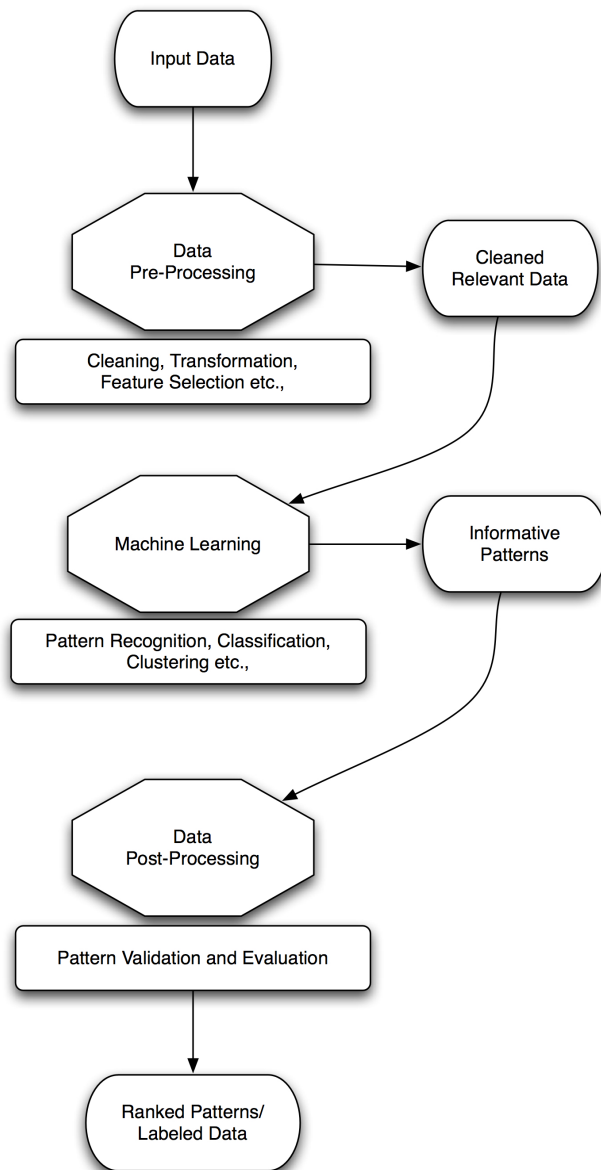 Input Data
Data
Pre-Processing
Cleaned
Relevant Data
Cleaning, Transformation,
Feature Selection etc.,
Machine Learning
Informative
Patterns
Pattern Recognition, Classification,
Clustering etc.,
Data
Post-Processing
Pattern Validation and Evaluation
Ranked Patterns/
Labeled Data